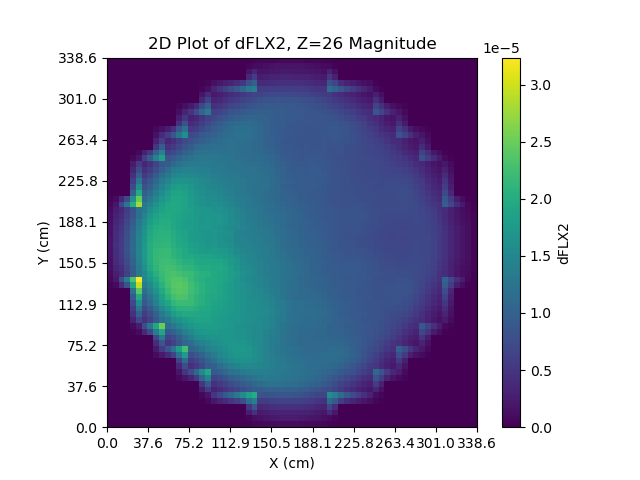 2D Plot of dFLX2, Z=26 Magnitude
1e−5
338.6
301.0
263.4
225.8
188.1
150.5
112.9
75.2
37.6
0.0
Y (cm)
0.0 37.6 75.2 112.9 150.5 188.1 225.8 263.4 301.0 338.6
X (cm)
3.0
2.5
2.0
1.5
1.0
0.5
0.0
dFLX2